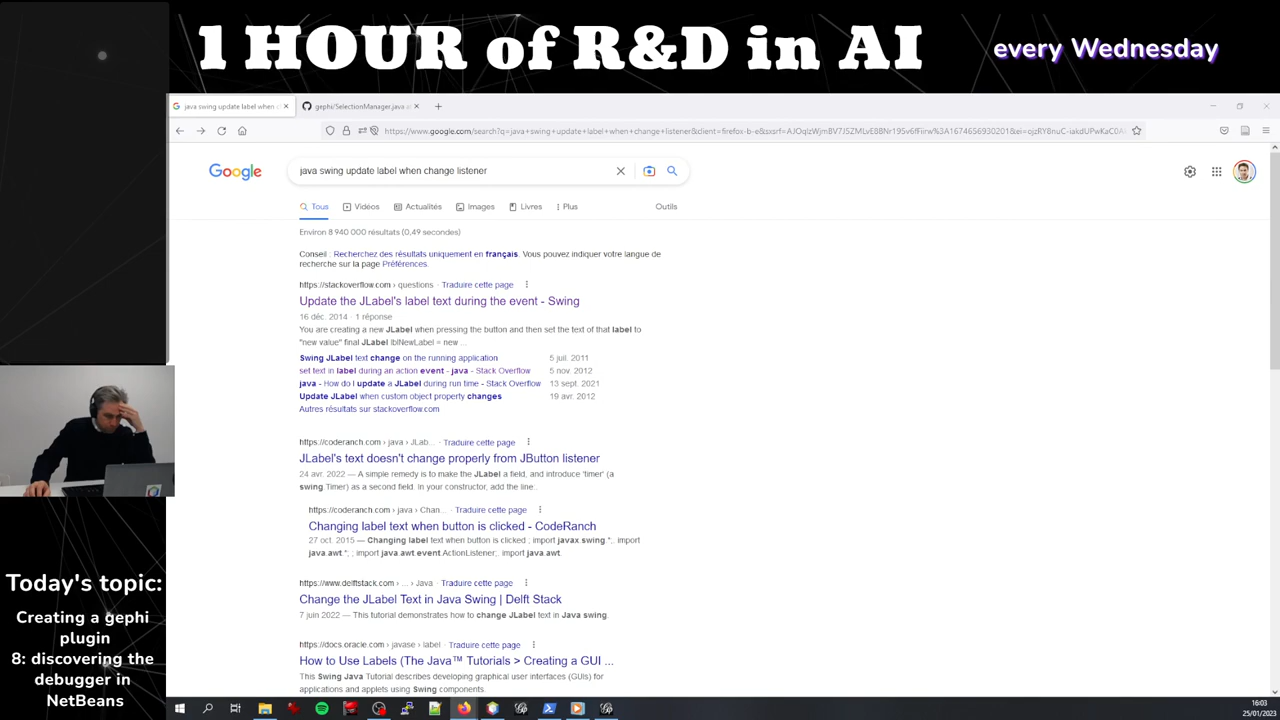 1 HOUR of R&D in AI
every Wednesday
java swing update label when c
gephi/SelectionManager.java a
java swing update label when change listener
Google
Tous
Vidéos
Actualités
Images
Livres
Plus
Outils
Environ 8 940 000 résultats (0,49 secondes)
Conseil : Recherchez des résultats uniquement en français. Vous pouvez indiquer votre langue de
recherche sur la page Préférences.
https://stackoverflow.com › questions · Traduire cette page
Update the JLabel's label text during the event - Swing
16 déc. 2014 · 1 réponse
You are creating a new JLabel when pressing the button and then set the text of that label to
"new value" final JLabel lblNewLabel = new ...
Swing JLabel text change on the running application 5 juil. 2011
set text in label during an action event - java - Stack Overflow 5 nov. 2012
java - How do I update a JLabel during run time - Stack Overflow 13 sept. 2021
Update JLabel when custom object property changes 19 avr. 2012
Autres résultats sur stackoverflow.com
https://coderanch.com › java › JLab... · Traduire cette page
JLabel's text doesn't change properly from JButton listener
24 avr. 2022 — A simple remedy is to make the JLabel a field, and introduce 'timer' (a
swing.Timer) as a second field. In your constructor, add the line:.
https://coderanch.com › java › Chan... · Traduire cette page
Changing label text when button is clicked - CodeRanch
27 oct. 2015 — Changing label text when button is clicked ; import javax.swing.*;. import
java.awt.*; ; import java.awt.event.ActionListener;. import java.awt.
https://www.delftstack.com › ... › Java · Traduire cette page
Change the JLabel Text in Java Swing | Delft Stack
7 juin 2022 — This tutorial demonstrates how to change JLabel text in Java swing.
https://docs.oracle.com › javase › label · Traduire cette page
How to Use Labels (The Java™ Tutorials > Creating a GUI ...
This Swing Java Tutorial describes developing graphical user interfaces (GUIs) for
applications and applets using Swing components.
Today's topic:
Creating a gephi
plugin
8: discovering the
debugger in
NetBeans
16:03
25/01/2023